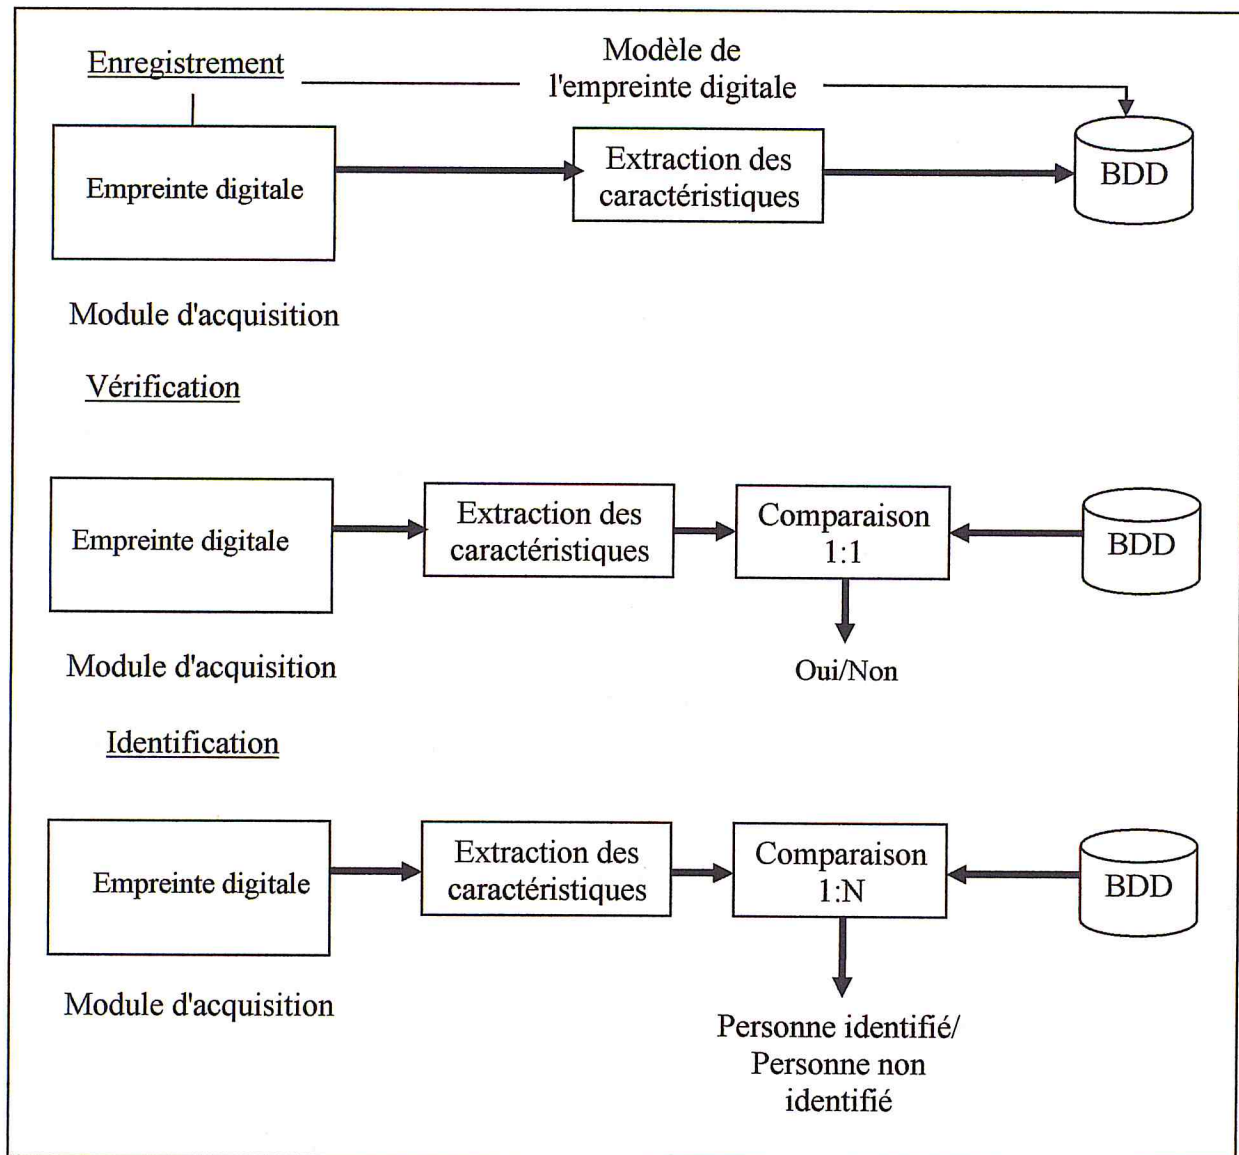 Enregistrement
Modèle de
l'empreinte digitale
Empreinte digitale
Extraction des
caractéristiques
BDD
Module d'acquisition
Vérification
Empreinte digitale
Extraction des
caractéristiques
Comparaison
1:1
BDD
Module d'acquisition
Oui/Non
Identification
Empreinte digitale
Extraction des
caractéristiques
Comparaison
1:N
BDD
Module d'acquisition
Personne identifié/
Personne non
identifié